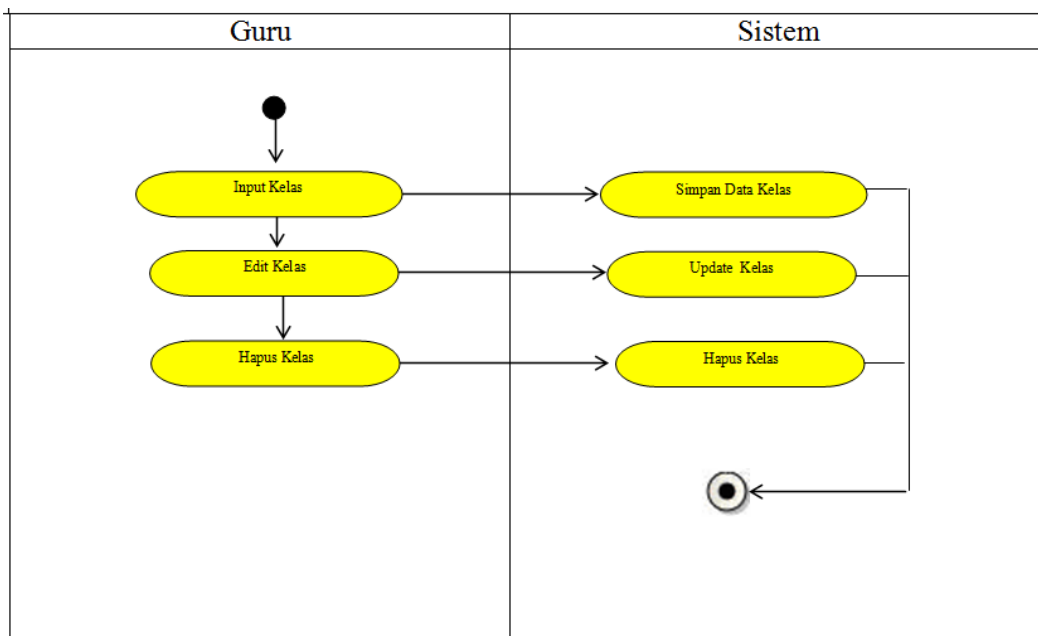 Guru
Sistem
Input Kelas
Simpan Data Kelas
Edit Kelas
Update Kelas
Hapus Kelas
Hapus Kelas